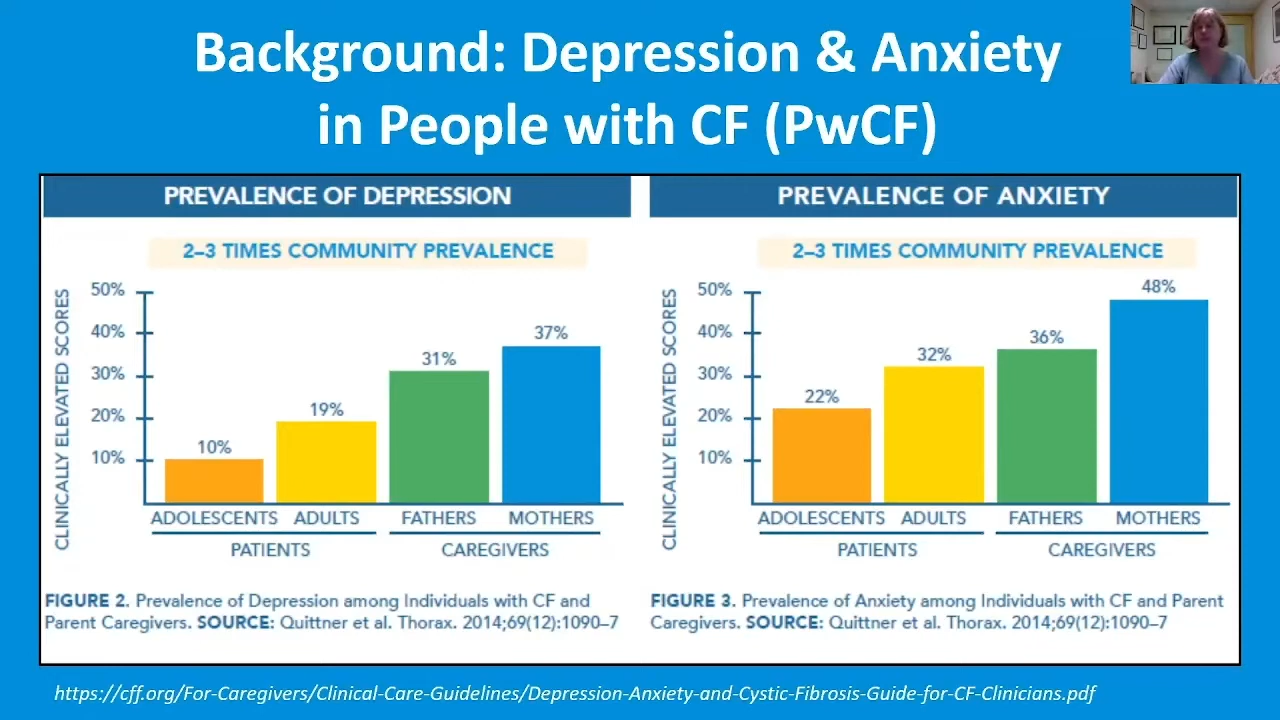 Background: Depression & Anxiety
in People with CF (PwCF)
PREVALENCE OF DEPRESSION
2–3 TIMES COMMUNITY PREVALENCE
CLINICALLY ELEVATED SCORES
50%
40%
30%
20%
10%
10%
19%
31%
37%
ADOLESCENTS ADULTS FATHERS MOTHERS
PATIENTS CAREGIVERS
FIGURE 2. Prevalence of Depression among Individuals with CF and
Parent Caregivers. SOURCE: Quittner et al. Thorax. 2014;69(12):1090–7
PREVALENCE OF ANXIETY
2–3 TIMES COMMUNITY PREVALENCE
CLINICALLY ELEVATED SCORES
50%
40%
30%
20%
10%
22%
32%
36%
48%
ADOLESCENTS ADULTS FATHERS MOTHERS
PATIENTS CAREGIVERS
FIGURE 3. Prevalence of Anxiety among Individuals with CF and Parent
Caregivers. SOURCE: Quittner et al. Thorax. 2014;69(12):1090–7
https://cff.org/For-Caregivers/Clinical-Care-Guidelines/Depression-Anxiety-and-Cystic-Fibrosis-Guide-for-CF-Clinicians.pdf